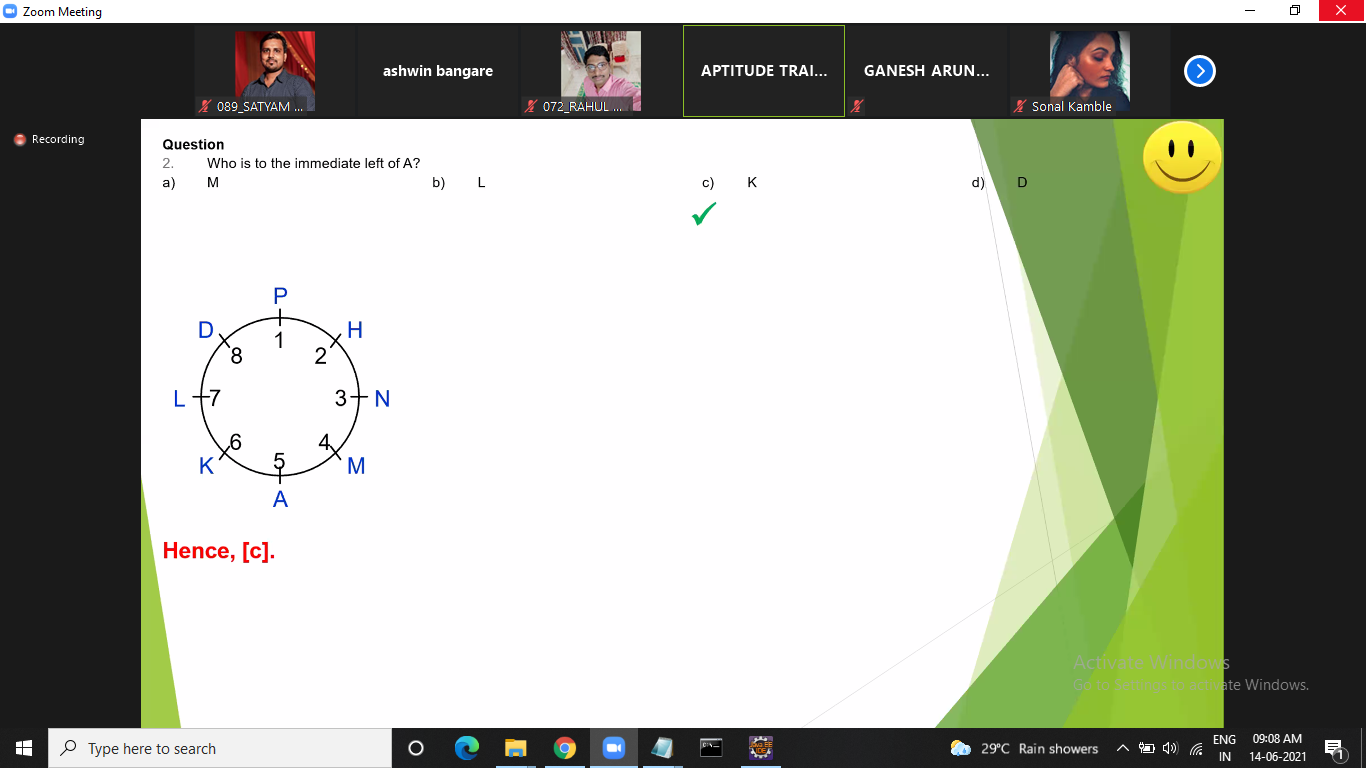 Zoom Meeting
089_SATYAM ...
ashwin bangare
072_RAHUL ...
APTITUDE TRAI...
GANESH ARUN...
Sonal Kamble
Recording
Question
2. Who is to the immediate left of A?
a) M b) L c) K d) D
P
D H
1
8 2
L 7 3 N
6 4
5
K M
A
Hence, [c].
Activate Windows
Go to Settings to activate Windows.
Type here to search
29°C Rain showers
ENG
IN
09:08 AM
14-06-2021
1